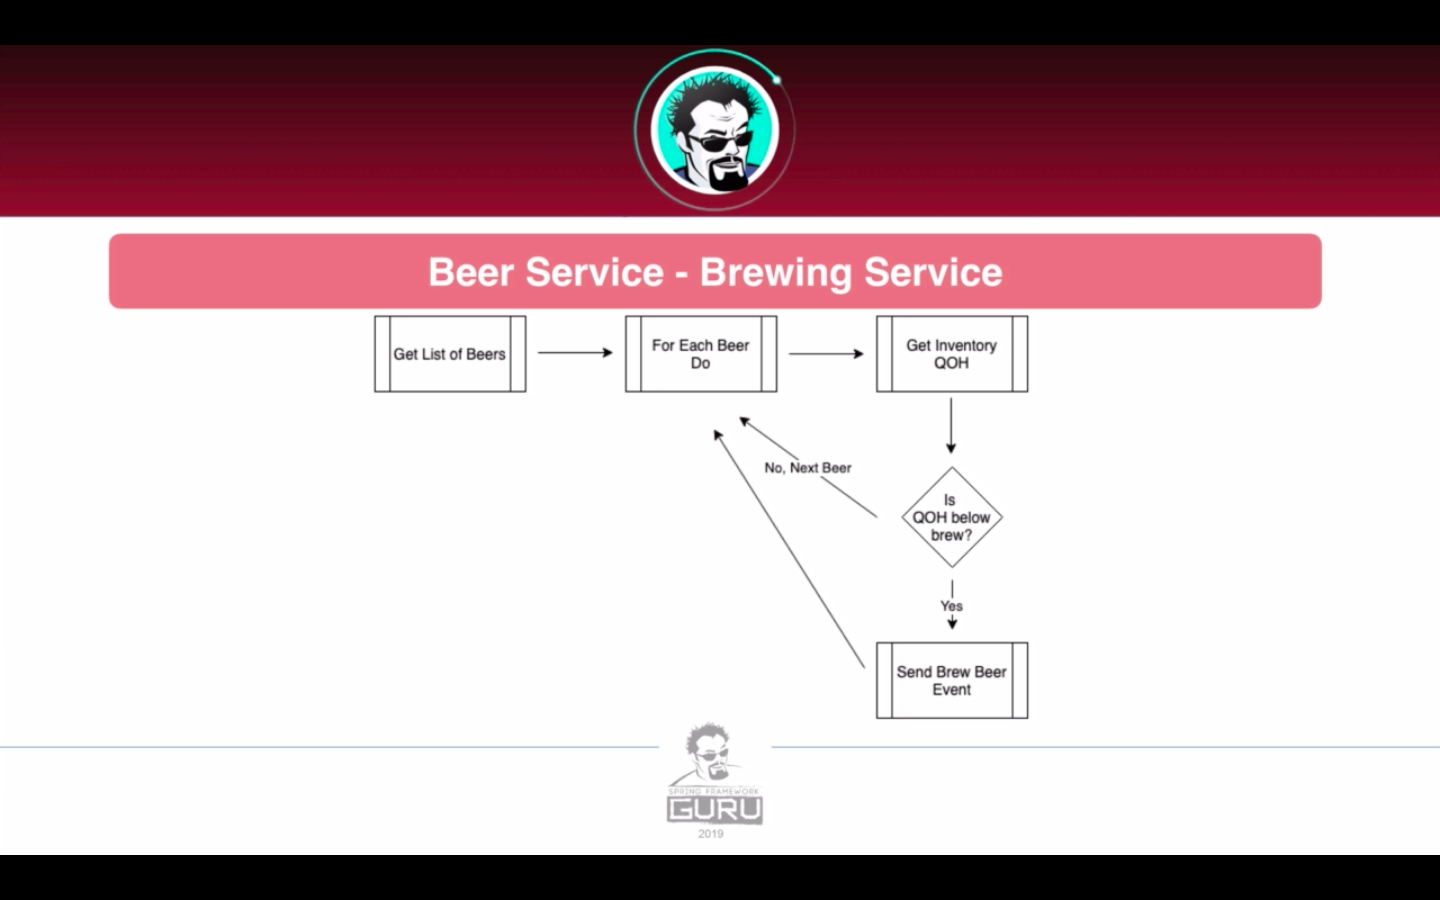 Beer Service - Brewing Service
Get List of Beers
For Each Beer
Do
Get Inventory
QOH
No, Next Beer
Is
QOH below
brew?
Yes
Send Brew Beer
Event
SPRING FRAMEWORK
GURU
2019